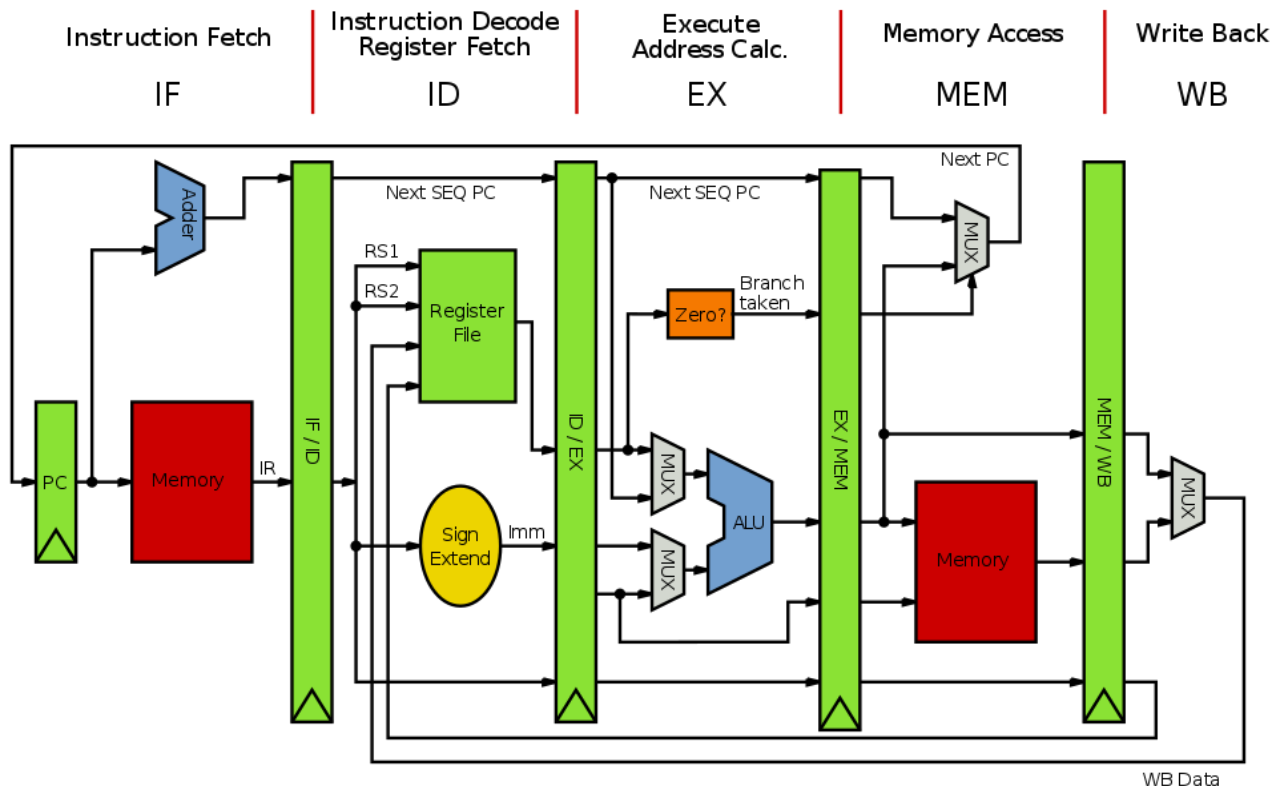 Instruction Fetch
IF
Instruction Decode
Register Fetch
ID
Execute
Address Calc.
EX
Memory Access
MEM
Write Back
WB
Adder
Next SEQ PC
Next SEQ PC
Next PC
MUX
RS1
RS2
Register
File
Zero?
Branch
taken
PC
Memory
IR
IF / ID
Sign
Extend
Imm
ID / EX
MUX
MUX
ALU
EX / MEM
Memory
MEM / WB
MUX
WB Data